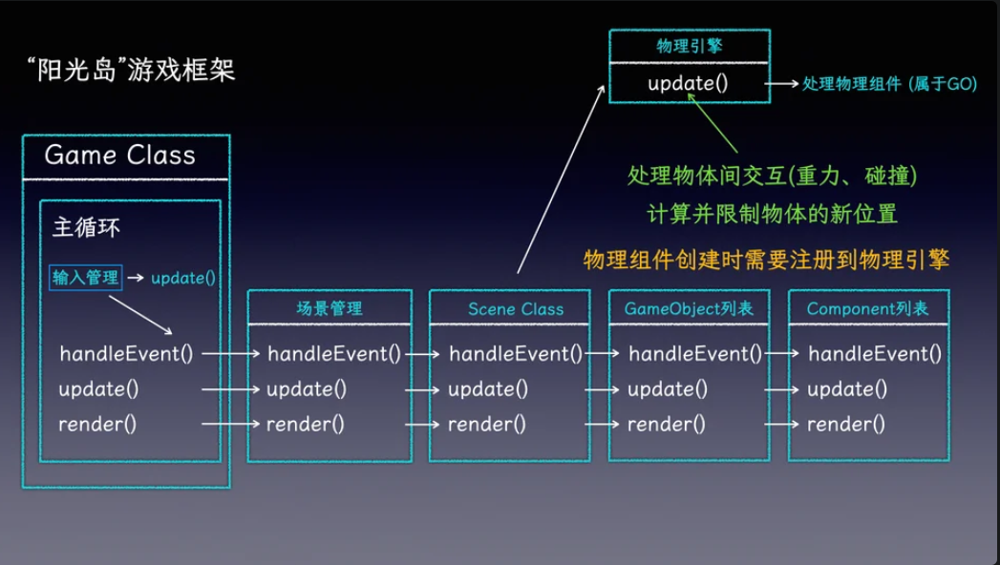 “阳光岛”游戏框架
物理引擎
update()
处理物理组件 (属于GO)
处理物体间交互(重力、碰撞)
计算并限制物体的新位置
物理组件创建时需要注册到物理引擎
Game Class
主循环
输入管理
update()
handleEvent()
update()
render()
场景管理
handleEvent()
update()
render()
Scene Class
handleEvent()
update()
render()
GameObject列表
handleEvent()
update()
render()
Component列表
handleEvent()
update()
render()